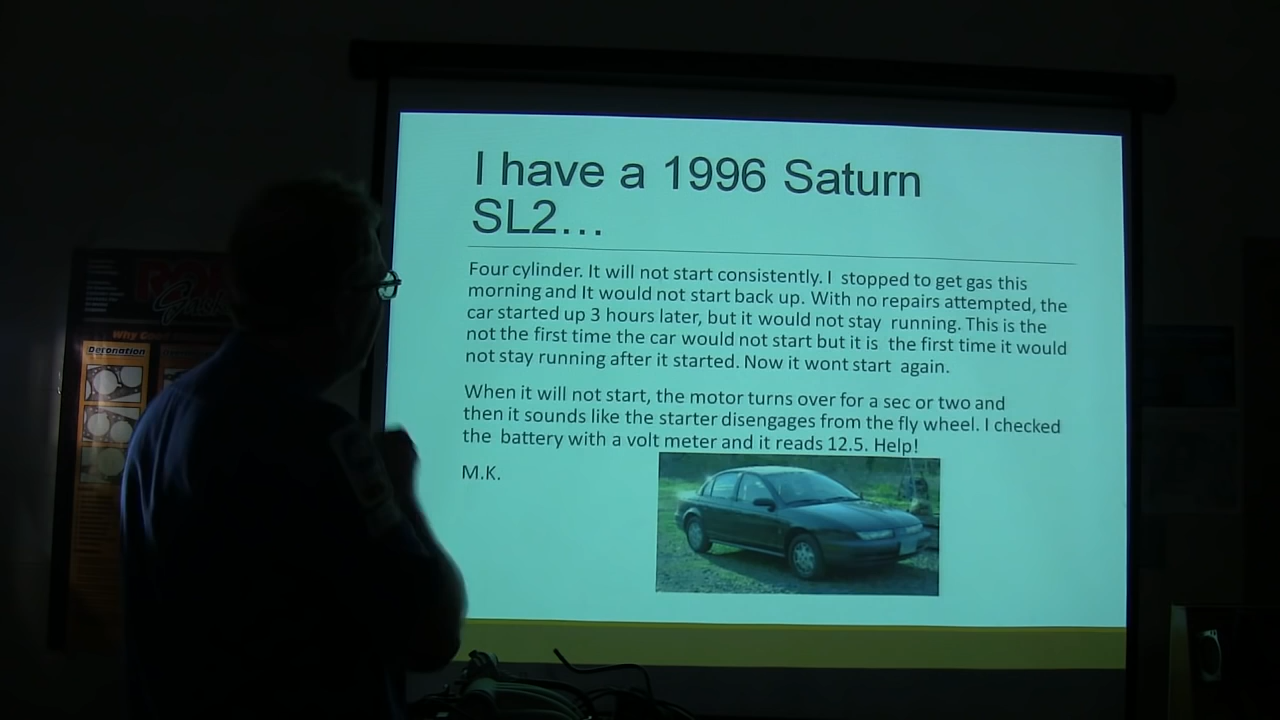 I have a 1996 Saturn
SL2...
Four cylinder. It will not start consistently. I stopped to get gas this
morning and It would not start back up. With no repairs attempted, the
car started up 3 hours later, but it would not stay running. This is the
not the first time the car would not start but it is the first time it would
not stay running after it started. Now it wont start again.
When it will not start, the motor turns over for a sec or two and
then it sounds like the starter disengages from the fly wheel. I checked
the battery with a volt meter and it reads 12.5. Help!
M.K.
Why
Detonation